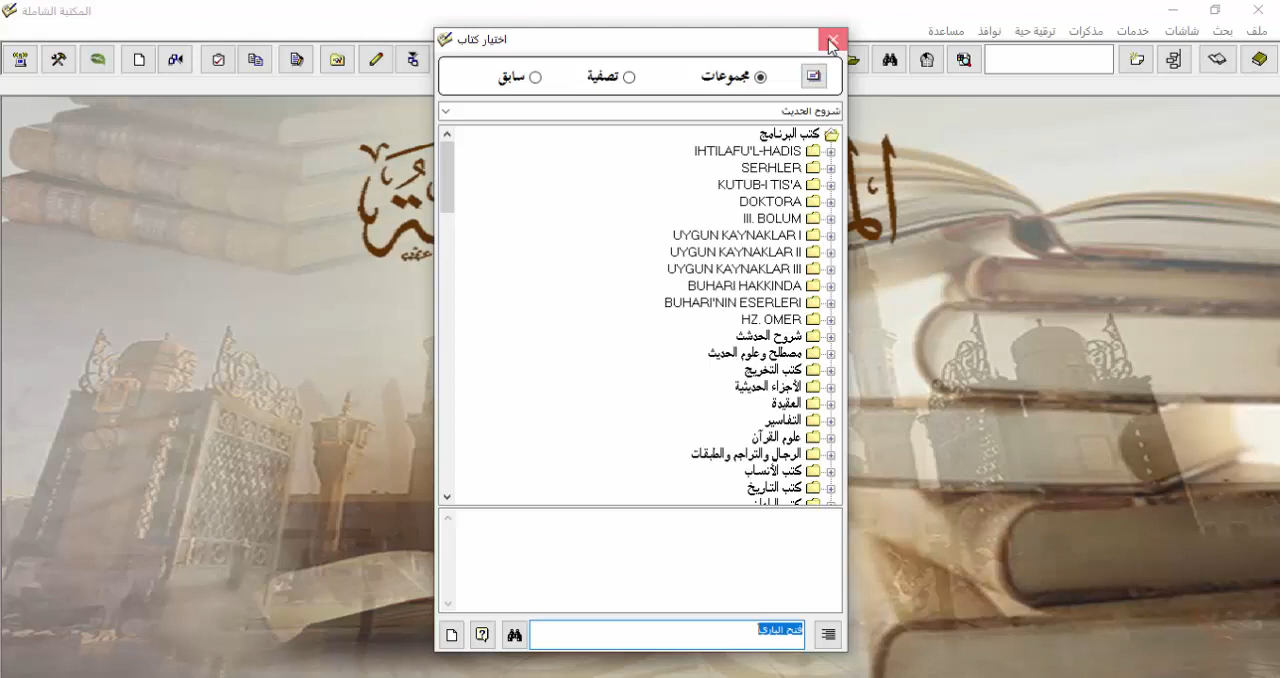 المكتبة الشاملة
ملف بحث شاشات خدمات ترقية حية مذكرات نوافذ مساعدة
اختيار كتاب
مجموعات تصفية سابق
شروح الحديث
كتب البرنامج
IHTILAFU'L-HADIS
SERHLER
KUTUB-I TIS'A
DOKTORA
III. BOLUM
UYGUN KAYNAKLAR I
UYGUN KAYNAKLAR II
UYGUN KAYNAKLAR III
BUHARI HAKKINDA
BUHARI'NIN ESERLERI
HZ. OMER
شروح الحدشث
مصطلح وعلوم الحديث
كتب التخريج
الأجزاء الحديثية
العقيدة
التفاسير
علوم القرآن
الرجال والتراجم والطبقات
كتب الأنساب
كتب التاريخ
فتح الباري